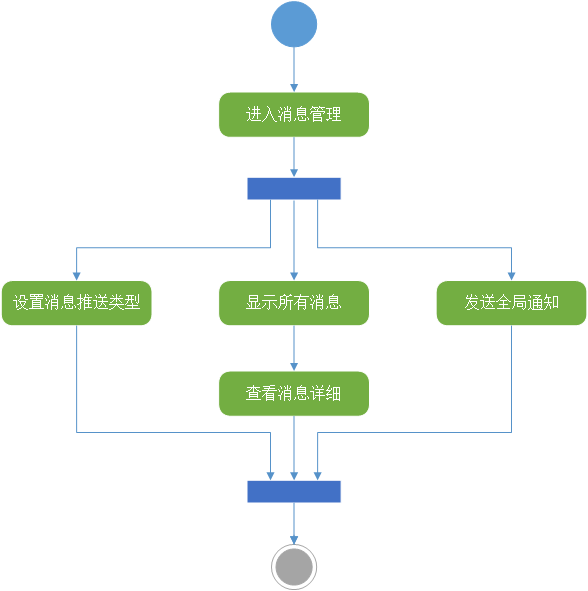 进入消息管理
设置消息推送类型
显示所有消息
发送全局通知
查看消息详细